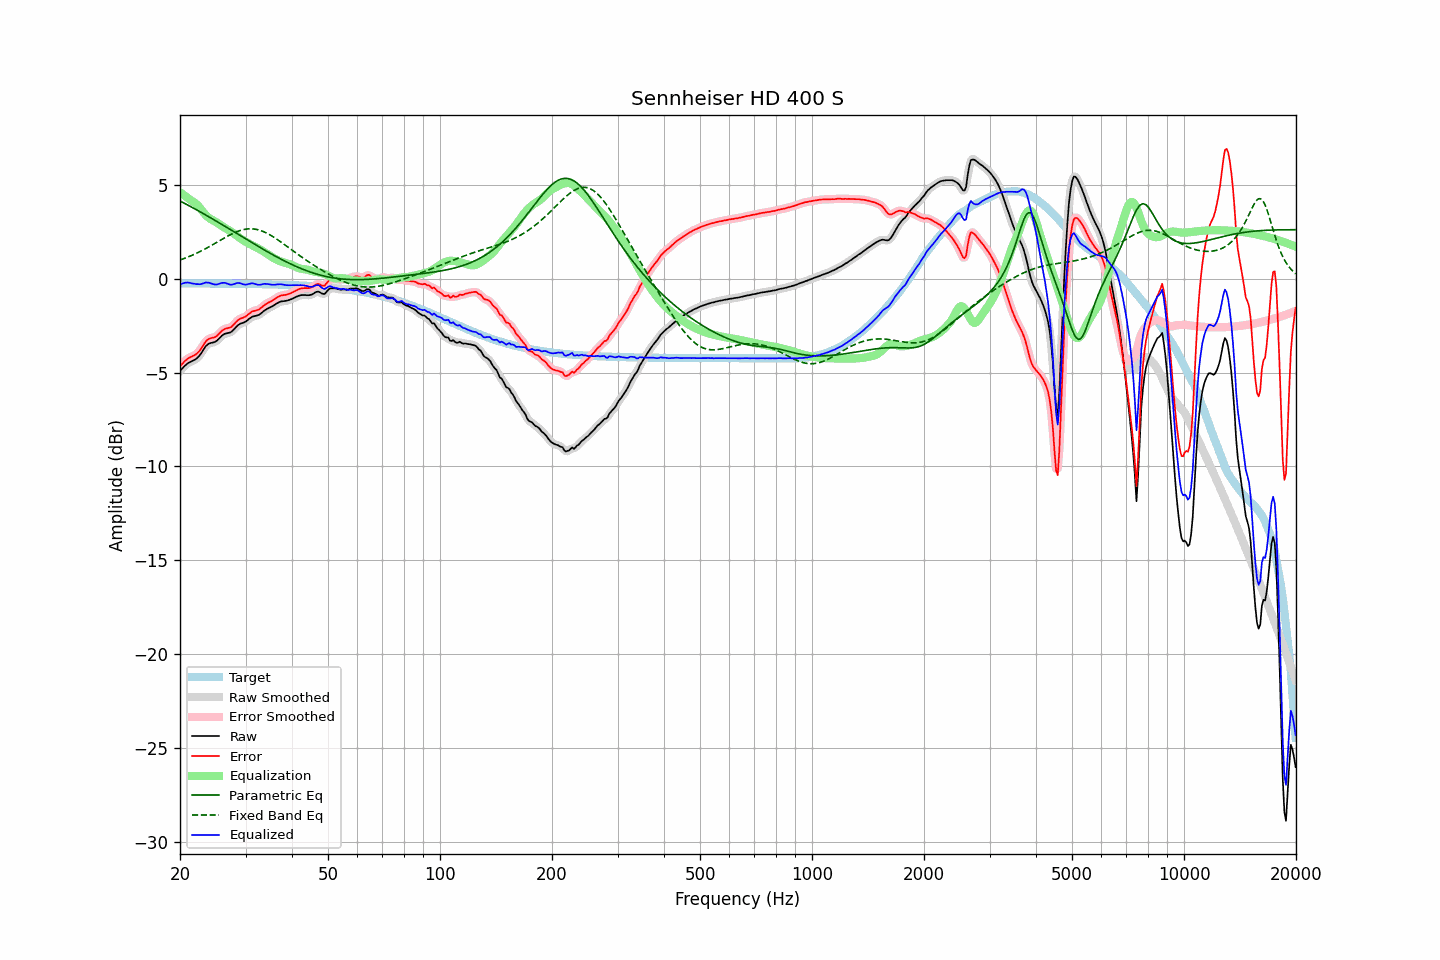 Sennheiser HD 400 S
Amplitude (dBr)
5
0
−5
−10
−15
−20
−25
−30
Target
Raw Smoothed
Error Smoothed
Raw
Error
Equalization
Parametric Eq
Fixed Band Eq
Equalized
20 50 100 200 500 1000 2000 5000 10000 20000
Frequency (Hz)